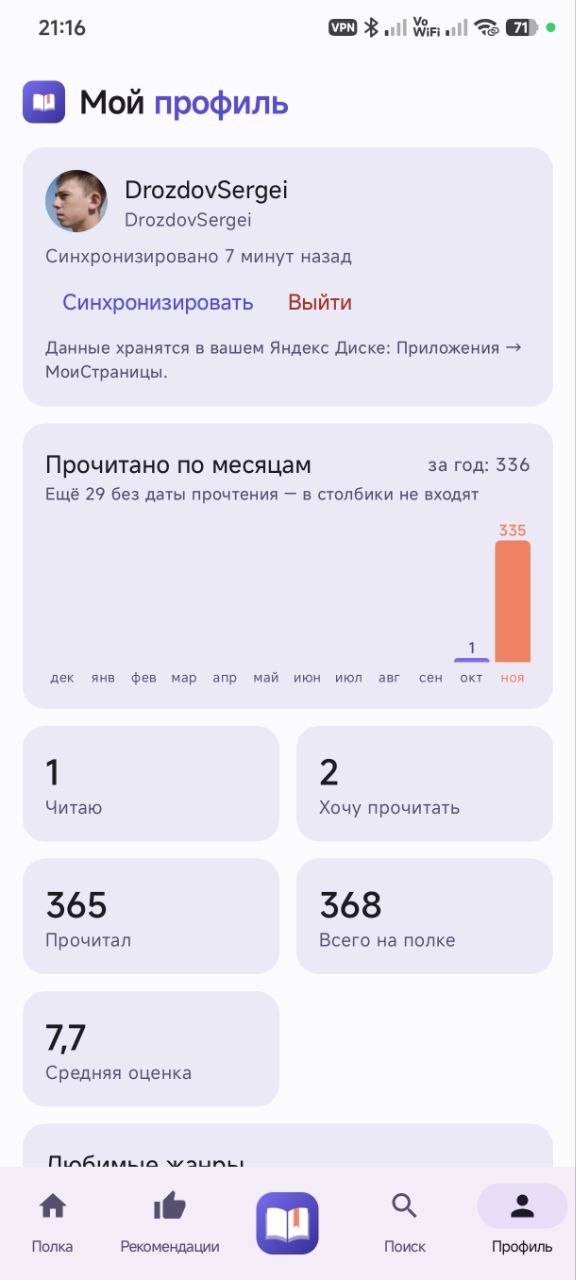 21:16
VPN
Vo
WiFi
71
Мой профиль
DrozdovSergei
DrozdovSergei
Синхронизировано 7 минут назад
Синхронизировать Выйти
Данные хранятся в вашем Яндекс Диске: Приложения →
МоиСтраницы.
Прочитано по месяцам за год: 336
Ещё 29 без даты прочтения — в столбики не входят
335
1
дек янв фев мар апр май июн июл авг сен окт ноя
1
Читаю
2
Хочу прочитать
365
Прочитал
368
Всего на полке
7,7
Средняя оценка
Любимые жанры
Полка Рекомендации Поиск Профиль